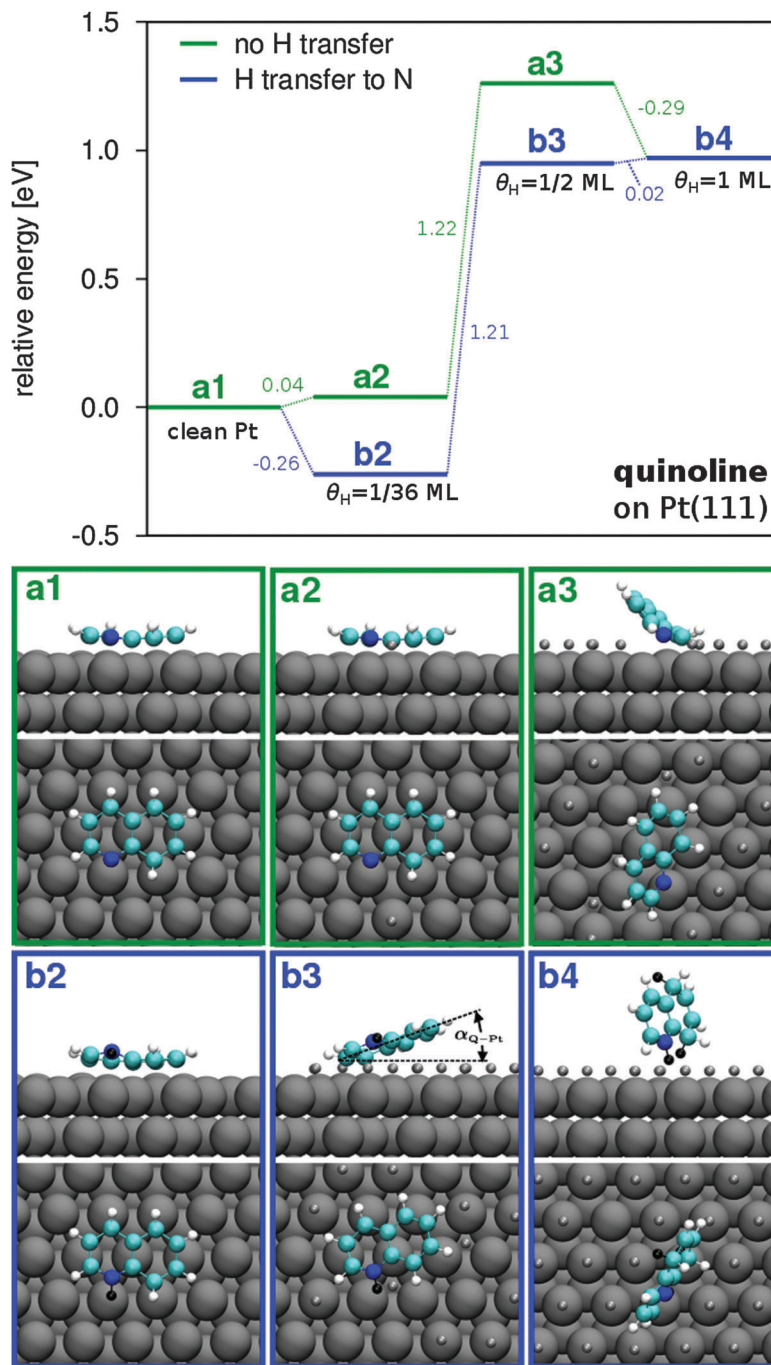 1.5
no H transfer
H transfer to N
a3
-0.29
b3
b4
1.0
θH=1/2 ML
0.02
θH=1 ML
1.22
relative energy [eV]
0.5
1.21
a1
0.04
a2
0.0
clean Pt
-0.26
b2
θH=1/36 ML
quinoline
on Pt(111)
-0.5
a1
a2
a3
b2
b3
αQ-Pt
b4